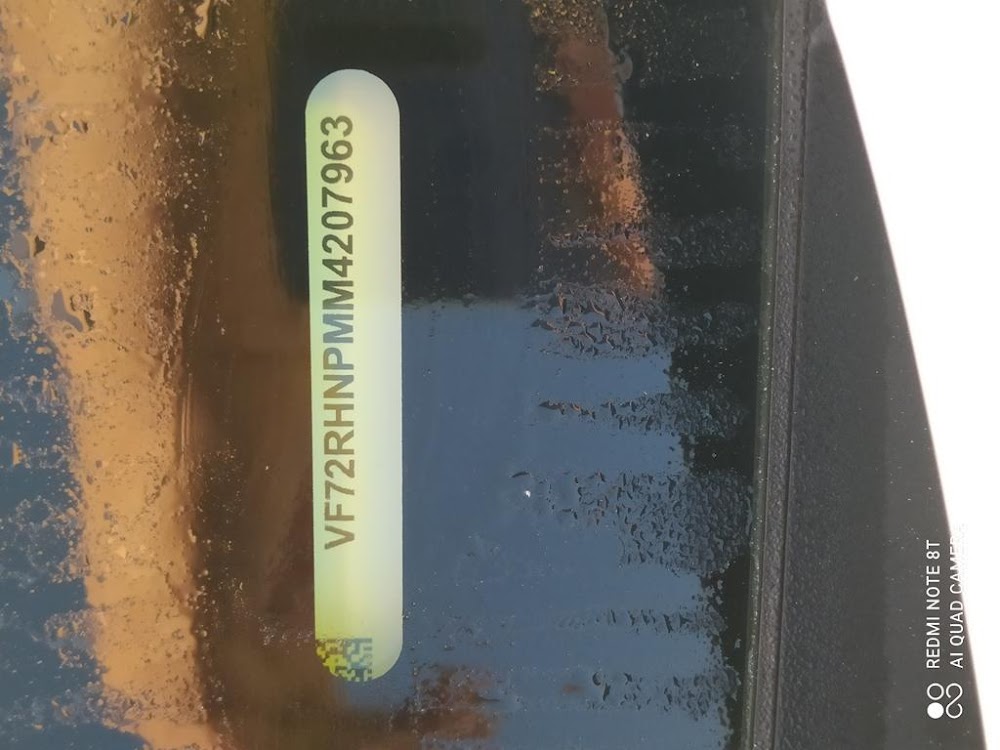 VF72RHNPMM4207963
REDMI NOTE 8T
AI QUAD CAMERA